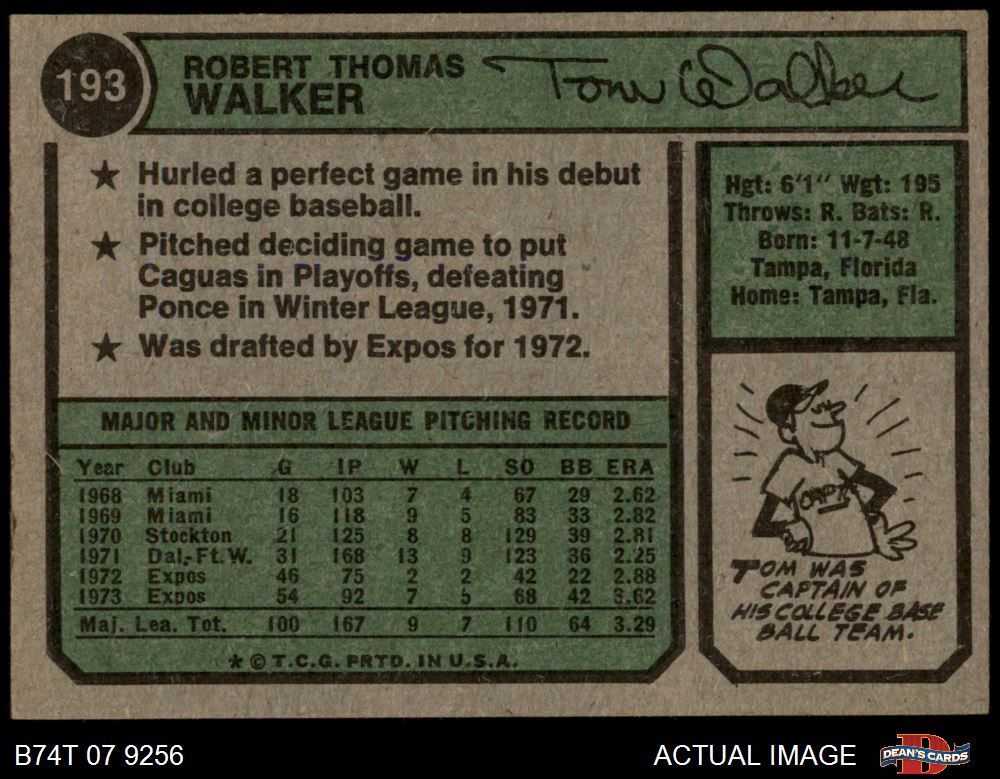 193
ROBERT THOMAS
WALKER
Tom Walker
★ Hurled a perfect game in his debut
in college baseball.
★ Pitched deciding game to put
Caguas in Playoffs, defeating
Ponce in Winter League, 1971.
★ Was drafted by Expos for 1972.
Hgt: 6'1" Wgt: 195
Throws: R. Bats: R.
Born: 11-7-48
Tampa, Florida
Home: Tampa, Fla.
MAJOR AND MINOR LEAGUE PITCHING RECORD
Year Club G IP W L SO BB ERA
1968 Miami 18 103 7 4 67 29 2.62
1969 Miami 16 118 9 5 83 33 2.82
1970 Stockton 21 125 8 8 129 39 2.81
1971 Dal.-Ft. W. 31 168 13 9 123 36 2.25
1972 Expos 46 75 2 2 42 22 2.88
1973 Expos 54 92 7 5 68 42 3.62
Maj. Lea. Tot. 100 167 9 7 110 64 3.29
* © T.C.G. PRTD. IN U.S.A.
CAPT.
TOM WAS
CAPTAIN OF
HIS COLLEGE BASE
BALL TEAM.
B74T 07 9256
ACTUAL IMAGE
DEAN'S CARDS